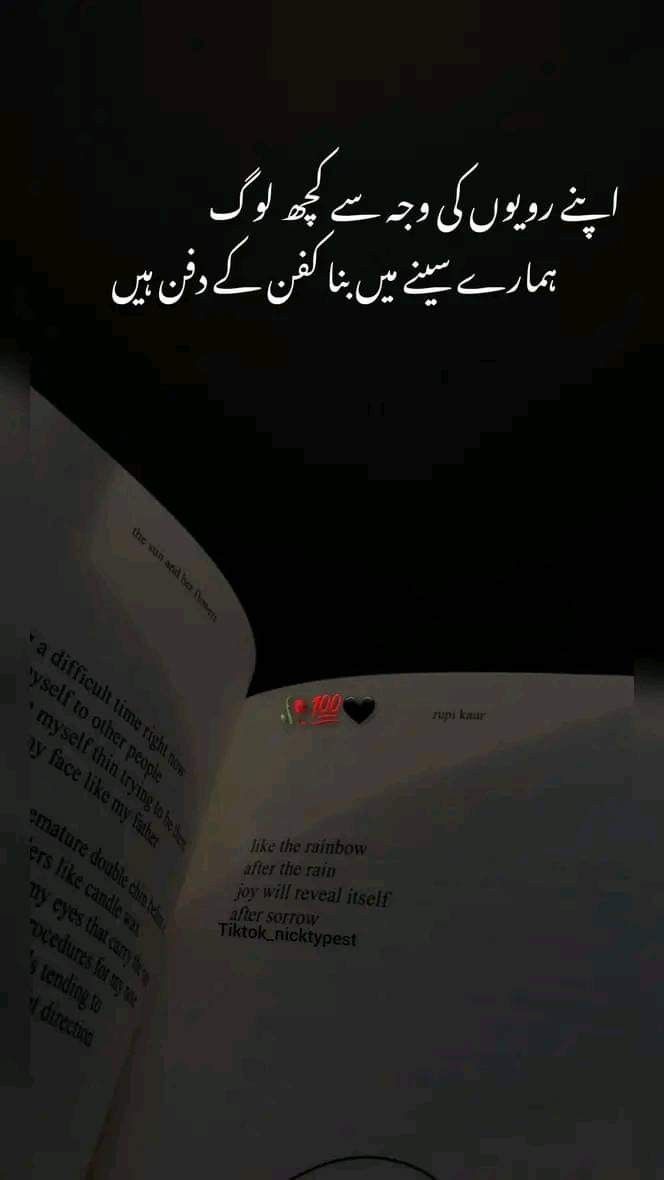 اپنے رویوں کی وجہ سے کچھ لوگ
ہمارے سینے میں بنا کفن کے دفن ہیں
the sun and her flowers
a difficult time right now
myself to other people
myself thin trying to be them
my face like my father
premature double chin
like candle wax
my eyes that carry the
procedures for my nose
tending to
direction
🥀💯🖤
rupi kaur
like the rainbow
after the rain
joy will reveal itself
after sorrow
Tiktok_nicktypest